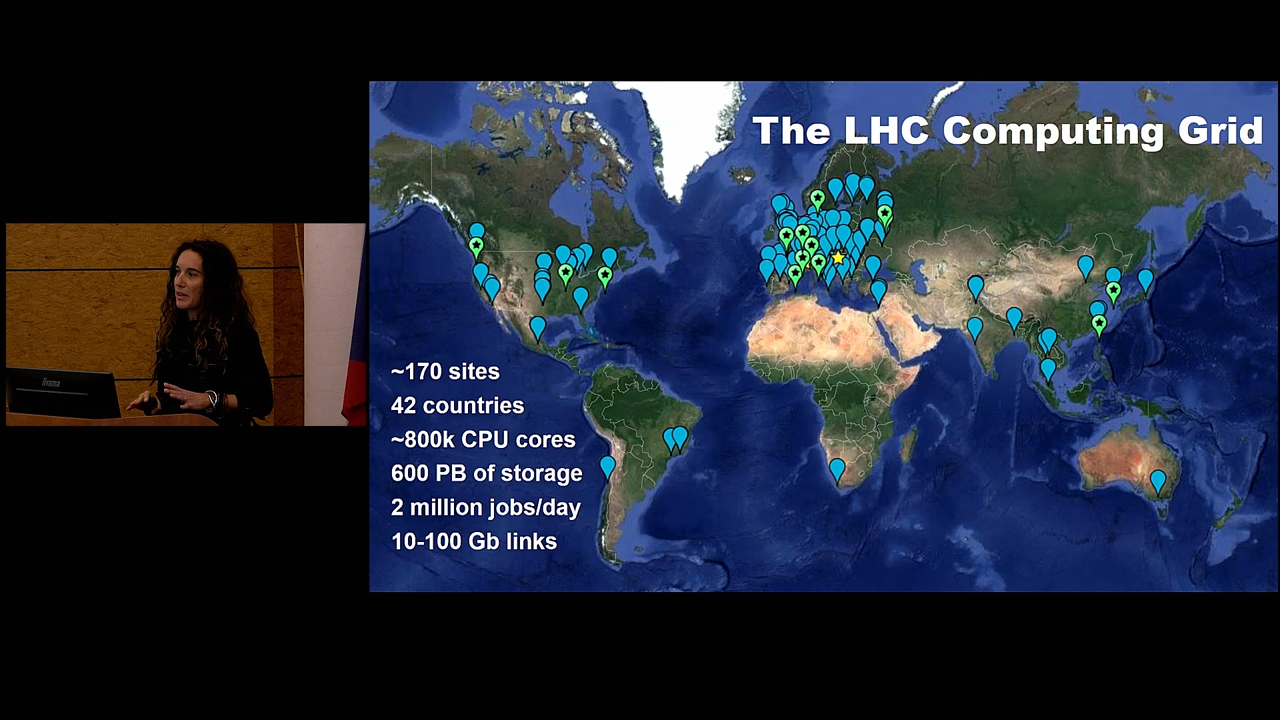 The LHC Computing Grid
~170 sites
42 countries
~800k CPU cores
600 PB of storage
2 million jobs/day
10-100 Gb links
iiyama